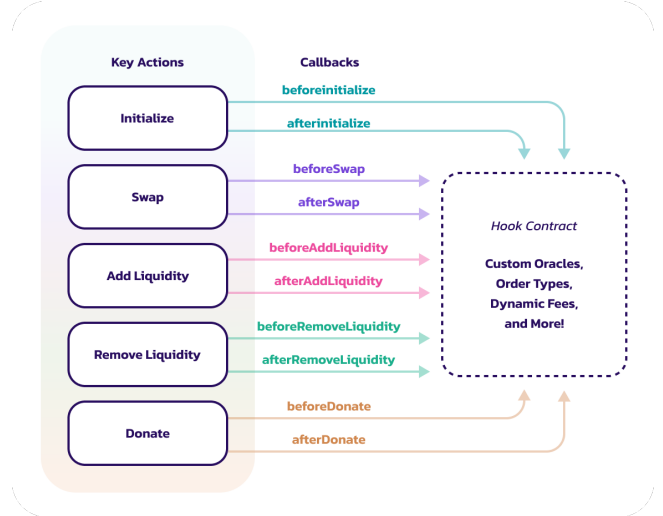 Key Actions
Callbacks
Initialize
beforeinitialize
afterinitialize
Swap
beforeSwap
afterSwap
Add Liquidity
beforeAddLiquidity
afterAddLiquidity
Remove Liquidity
beforeRemoveLiquidity
afterRemoveLiquidity
Donate
beforeDonate
afterDonate
Hook Contract
Custom Oracles,
Order Types,
Dynamic Fees,
and More!